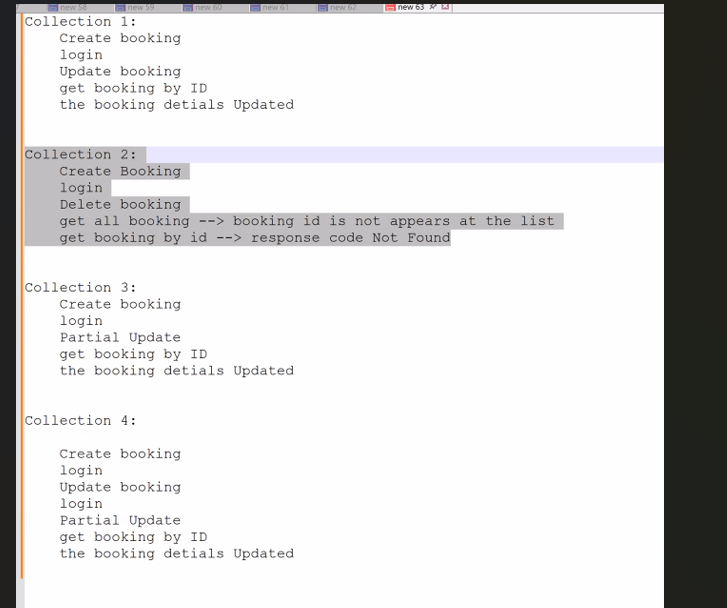 new 58 new 59 new 60 new 61 new 62 new 63
Collection 1:
Create booking
login
Update booking
get booking by ID
the booking detials Updated
Collection 2:
Create Booking
login
Delete booking
get all booking --> booking id is not appears at the list
get booking by id --> response code Not Found
Collection 3:
Create booking
login
Partial Update
get booking by ID
the booking detials Updated
Collection 4:
Create booking
login
Update booking
login
Partial Update
get booking by ID
the booking detials Updated